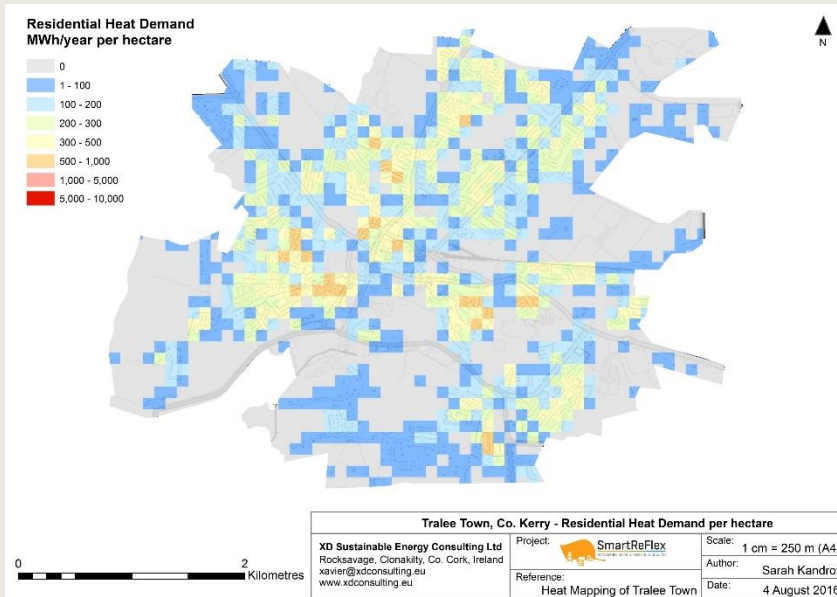 Residential Heat Demand
MWh/year per hectare
0
1 - 100
100 - 200
200 - 300
300 - 500
500 - 1,000
1,000 - 5,000
5,000 - 10,000
N
0 2 Kilometres
Tralee Town, Co. Kerry - Residential Heat Demand per hectare
XD Sustainable Energy Consulting Ltd
Rocksavage, Clonakilty, Co. Cork, Ireland
xavier@xdconsulting.eu
www.xdconsulting.eu
Project:
SmartReFlex
Reference:
Heat Mapping of Tralee Town
Scale:
1 cm = 250 m (A4
Author:
Sarah Kandrot
Date:
4 August 2016